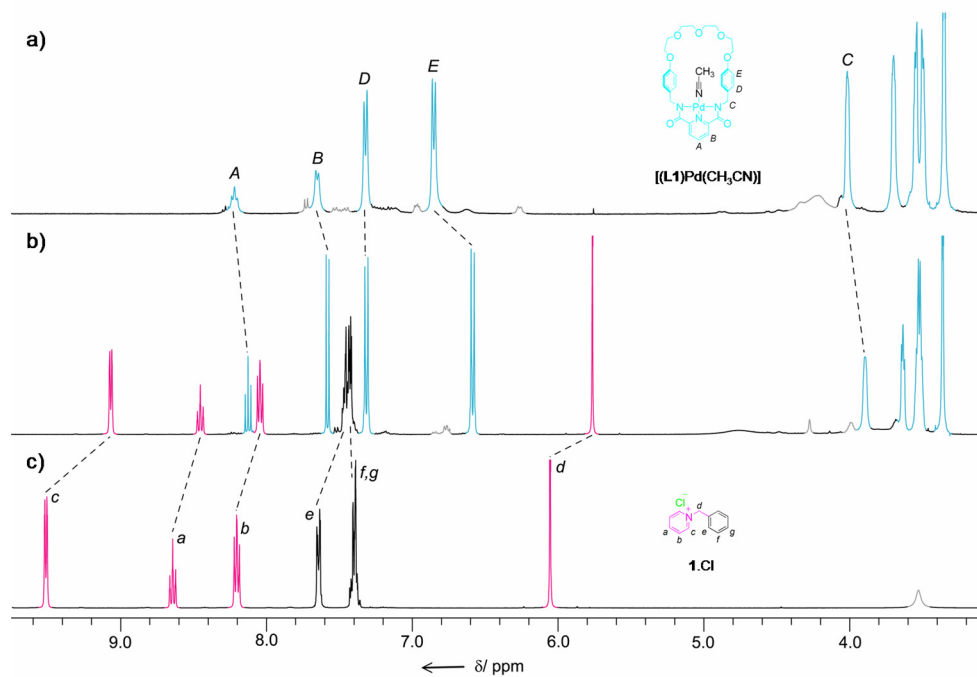 a)
A
B
D
E
C
O
O
O
O
O
CH₃
E
D
C
N
N
Pd
N
N
O
O
A
B
[(L1)Pd(CH₃CN)]
b)
c)
c
a
b
e
f,g
d
Cl⁻
N⁺
d
a
b
c
e
f
g
1.Cl
9.0 8.0 7.0 6.0 5.0 4.0
← δ/ ppm